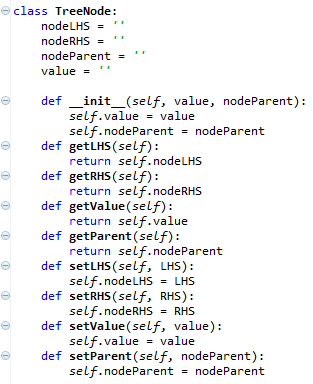 class TreeNode:
    nodeLHS = ''
    nodeRHS = ''
    nodeParent = ''
    value = ''

    def __init__(self, value, nodeParent):
        self.value = value
        self.nodeParent = nodeParent
    def getLHS(self):
        return self.nodeLHS
    def getRHS(self):
        return self.nodeRHS
    def getValue(self):
        return self.value
    def getParent(self):
        return self.nodeParent
    def setLHS(self, LHS):
        self.nodeLHS = LHS
    def setRHS(self, RHS):
        self.nodeRHS = RHS
    def setValue(self, value):
        self.value = value
    def setParent(self, nodeParent):
        self.nodeParent = nodeParent